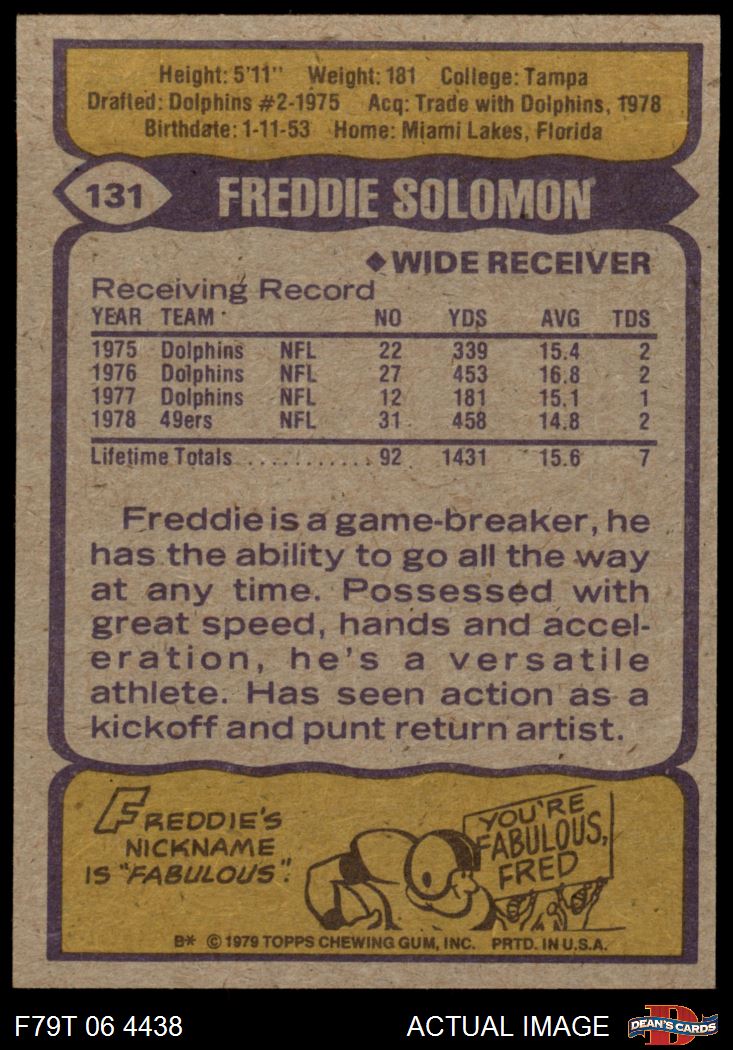 Height: 5'11" Weight: 181 College: Tampa
Drafted: Dolphins #2-1975 Acq: Trade with Dolphins, 1978
Birthdate: 1-11-53 Home: Miami Lakes, Florida
131 FREDDIE SOLOMON
◆ WIDE RECEIVER
Receiving Record
YEAR TEAM NO YDS AVG TDS
1975 Dolphins NFL 22 339 15.4 2
1976 Dolphins NFL 27 453 16.8 2
1977 Dolphins NFL 12 181 15.1 1
1978 49ers NFL 31 458 14.8 2
Lifetime Totals ............ 92 1431 15.6 7
Freddie is a game-breaker, he
has the ability to go all the way
at any time. Possessed with
great speed, hands and accel-
eration, he's a versatile
athlete. Has seen action as a
kickoff and punt return artist.
FREDDIE'S
NICKNAME
IS "FABULOUS".
YOU'RE
FABULOUS,
FRED
B* © 1979 TOPPS CHEWING GUM, INC. PRTD. IN U.S.A.
F79T 06 4438 ACTUAL IMAGE D DEAN'S CARDS